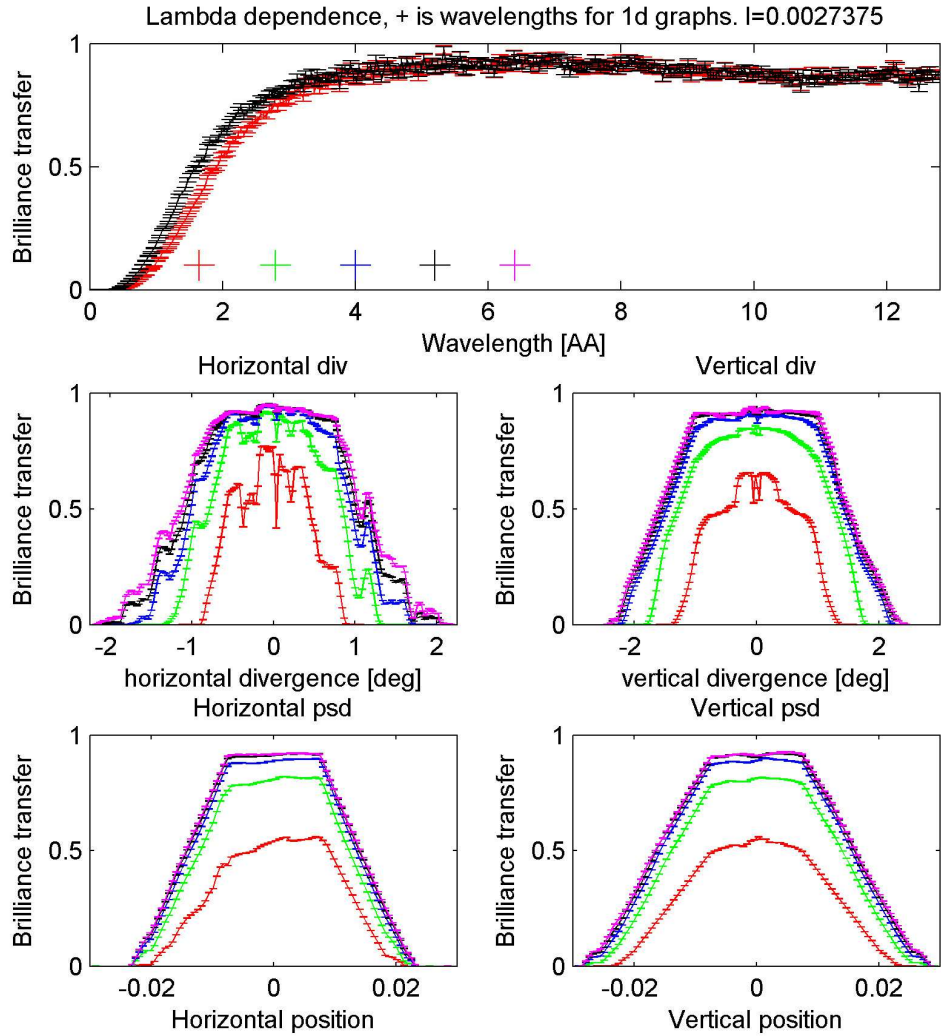 Lambda dependence, + is wavelengths for 1d graphs. I=0.0027375
Brilliance transfer
1
0.5
0
0 2 4 6 8 10 12
Wavelength [AA]
Horizontal div
Brilliance transfer
1
0.5
0
-2 -1 0 1 2
horizontal divergence [deg]
Vertical div
Brilliance transfer
1
0.5
0
-2 0 2
vertical divergence [deg]
Horizontal psd
Brilliance transfer
1
0.5
0
-0.02 0 0.02
Horizontal position
Vertical psd
Brilliance transfer
1
0.5
0
-0.02 0 0.02
Vertical position